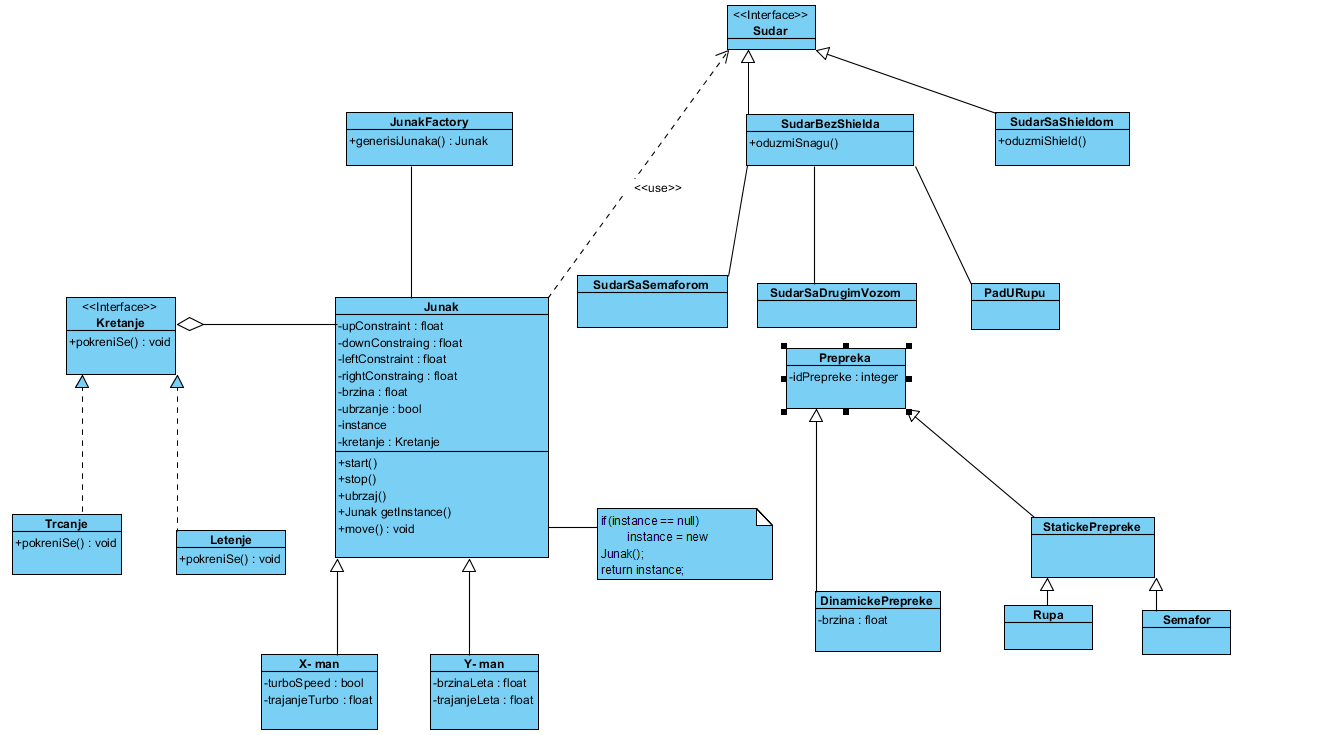 <<Interface>>
Sudar
JunakFactory
+generisiJunaka() : Junak
SudarBezShielda
+oduzmiSnagu()
SudarSaShieldom
+oduzmiShield()
<<use>>
SudarSaSemaforom
SudarSaDrugimVozom
PadURupu
<<Interface>>
Kretanje
+pokreniSe() : void
Junak
-upConstraint : float
-downConstraing : float
-leftConstraint : float
-rightConstraing : float
-brzina : float
-ubrzanje : bool
-instance
-kretanje : Kretanje
+start()
+stop()
+ubrzaj()
+Junak getInstance()
+move() : void
Prepreka
-idPrepreke : integer
Trcanje
+pokreniSe() : void
Letenje
+pokreniSe() : void
if(instance == null)
instance = new
Junak();
return instance;
StatickePrepreke
DinamickePrepreke
-brzina : float
Rupa
Semafor
X- man
-turboSpeed : bool
-trajanjeTurbo : float
Y- man
-brzinaLeta : float
-trajanjeLeta : float